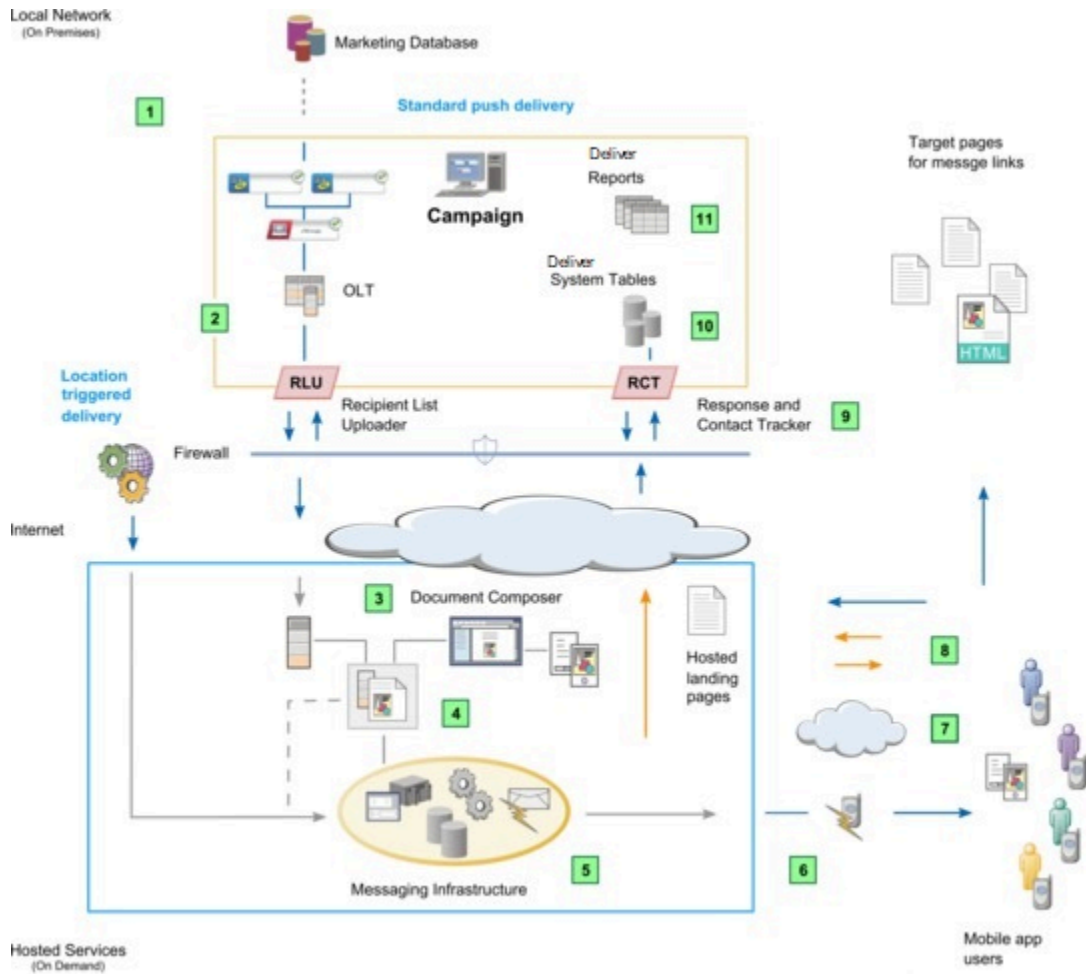 Local Network
(On Premises)
Marketing Database
1
Standard push delivery
Target pages
for messge links
Deliver
Reports
Campaign
11
Deliver
System Tables
OLT
2
10
Location
triggered
delivery
RLU
RCT
Recipient List
Uploader
Response and
Contact Tracker
9
HTML
Firewall
Internet
3
Document Composer
Hosted
landing
pages
8
4
7
5
6
Messaging Infrastructure
Mobile app
users
Hosted Services
(On Demand)